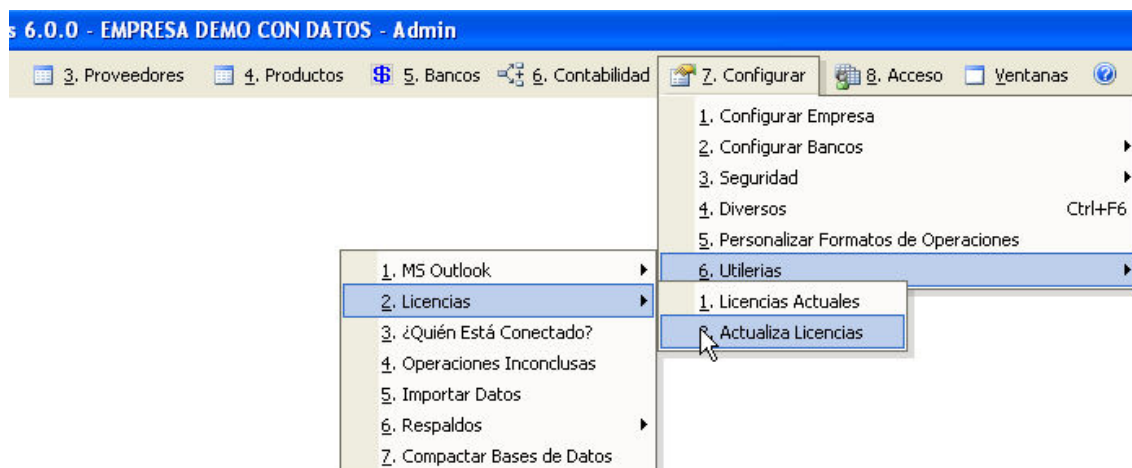 s 6.0.0 - EMPRESA DEMO CON DATOS - Admin
3. Proveedores 4. Productos 5. Bancos 6. Contabilidad 7. Configurar 8. Acceso Ventanas
1. Configurar Empresa
2. Configurar Bancos
3. Seguridad
4. Diversos Ctrl+F6
5. Personalizar Formatos de Operaciones
6. Utilerias
1. MS Outlook
2. Licencias
3. ¿Quién Está Conectado?
4. Operaciones Inconclusas
5. Importar Datos
6. Respaldos
7. Compactar Bases de Datos
1. Licencias Actuales
Actualiza Licencias